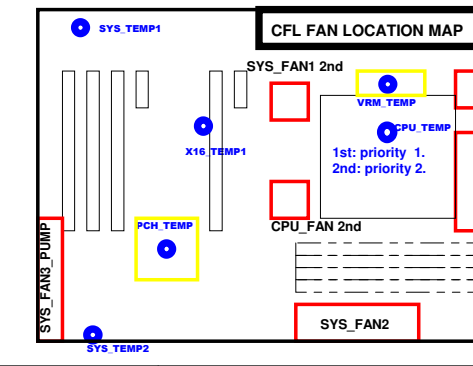 SYS_TEMP1
CFL FAN LOCATION MAP
SYS_FAN1 2nd
VRM_TEMP
CPU_TEMP
X16_TEMP1
1st: priority 1.
2nd: priority 2.
PCH_TEMP
CPU_FAN 2nd
SYS_FAN3_PUMP
SYS_FAN2
SYS_TEMP2